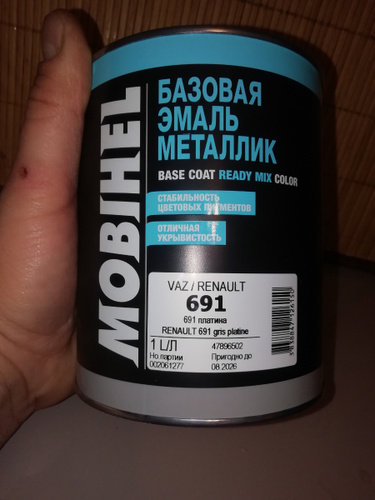 MOBIHEL
БАЗОВАЯ
ЭМАЛЬ
МЕТАЛЛИК
BASE COAT READY MIX COLOR
СТАБИЛЬНОСТЬ
ЦВЕТОВЫХ ПИГМЕНТОВ
ОТЛИЧНАЯ
УКРЫВИСТОСТЬ
VAZ / RENAULT
691
691 платина
RENAULT 691 gris platine
1 L/Л 47896502
Но.партии Пригодно до
002061277 08.2026